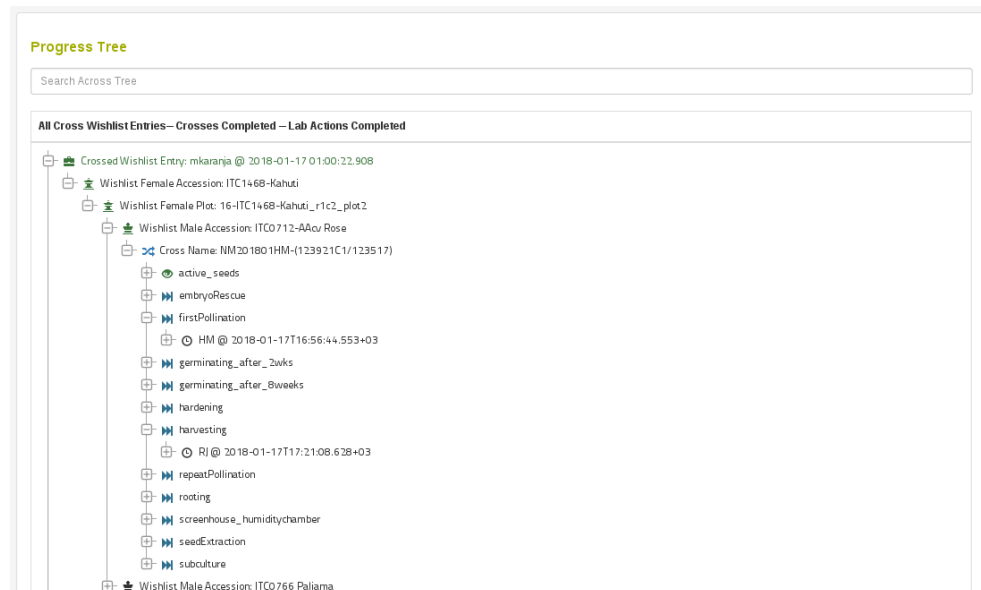 Progress Tree
Search Across Tree
All Cross Wishlist Entries– Crosses Completed – Lab Actions Completed
Crossed Wishlist Entry: mkaranja @ 2018-01-17 01:00:22.908
Wishlist Female Accession: ITC1468-Kahuti
Wishlist Female Plot: 16-ITC1468-Kahuti_r1c2_plot2
Wishlist Male Accession: ITC0712-AAcv Rose
Cross Name: NM201801HM-(123921C1/123517)
active_seeds
embryoRescue
firstPollination
HM @ 2018-01-17T16:56:44.553+03
germinating_after_2wks
germinating_after_8weeks
hardening
harvesting
RJ @ 2018-01-17T17:21:08.628+03
repeatPollination
rooting
screenhouse_humiditychamber
seedExtraction
subculture
Wishlist Male Accession: ITC0766 Paliama